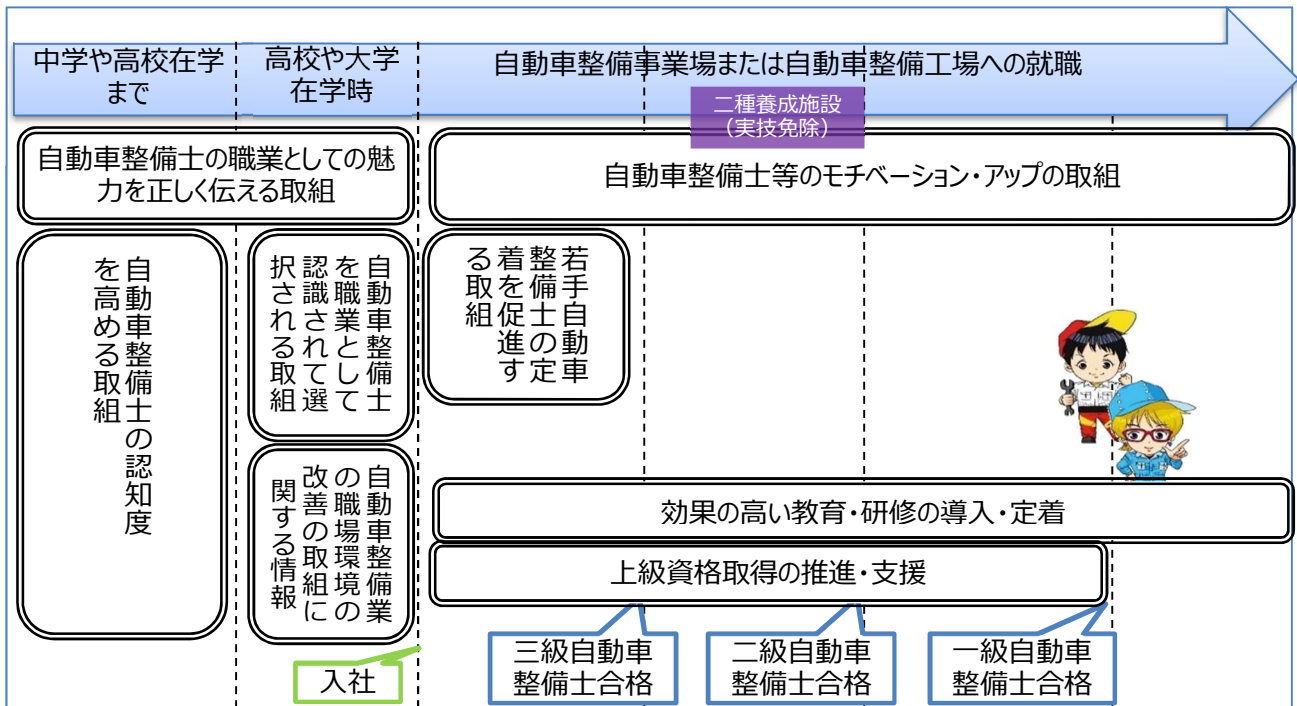 中学や高校在学
まで
高校や大学
在学時
自動車整備事業場または自動車整備工場への就職
二種養成施設
（実技免除）
自動車整備士の職業としての魅
力を正しく伝える取組
自動車整備士等のモチベーション・アップの取組
自動車整備士の認知度
を高める取組
自動車整備士
を職業として
認識されて選
択される取組
若手自動車
整備士の定
着を促進す
る取組
自動車整備業
の職場環境の
改善の取組に
関する情報
効果の高い教育・研修の導入・定着
上級資格取得の推進・支援
入社
三級自動車
整備士合格
二級自動車
整備士合格
一級自動車
整備士合格